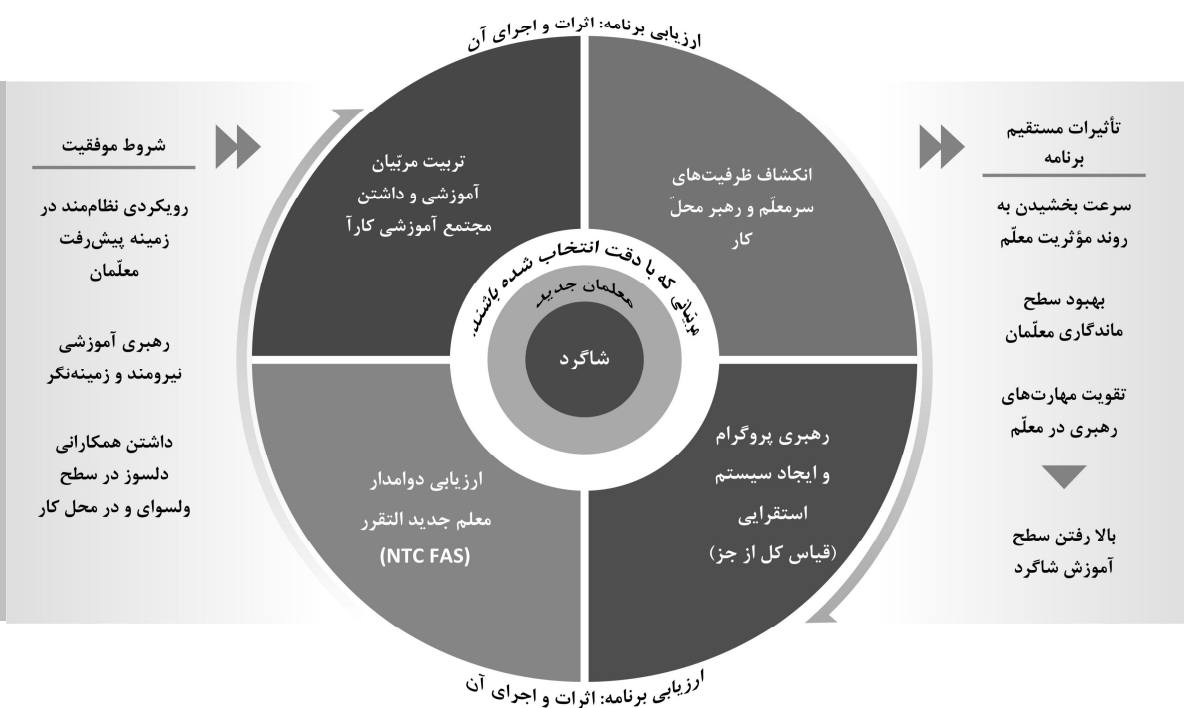 ارزیابی برنامه: اثرات و اجرای آن
تأثیرات مستقیم
برنامه
سرعت بخشیدن به
روند مؤثریت معلّم
بهبود سطح
ماندگاری معلّمان
تقویت مهارت‌های
رهبری در معلّم
بالا رفتن سطح
آموزش شاگرد
انکشاف ظرفیت‌های
سرمعلّم و رهبر محلّ
کار
تربیت مربّیان
آموزشی و داشتن
مجتمع آموزشی کارآ
مربّیانی که با دقت انتخاب شده باشند.
معلمان جدید
شاگرد
رهبری پروگرام
و ایجاد سیستم
استقرایی
(قیاس کل از جز)
ارزیابی دوامدار
معلم جدید التقرر
(NTC FAS)
شروط موفقیت
رویکردی نظام‌مند در
زمینه پیش‌رفت
معلّمان
رهبری آموزشی
نیرومند و زمینه‌نگر
داشتن همکارانی
دلسوز در سطح
ولسوای و در محل کار
ارزیابی برنامه: اثرات و اجرای آن